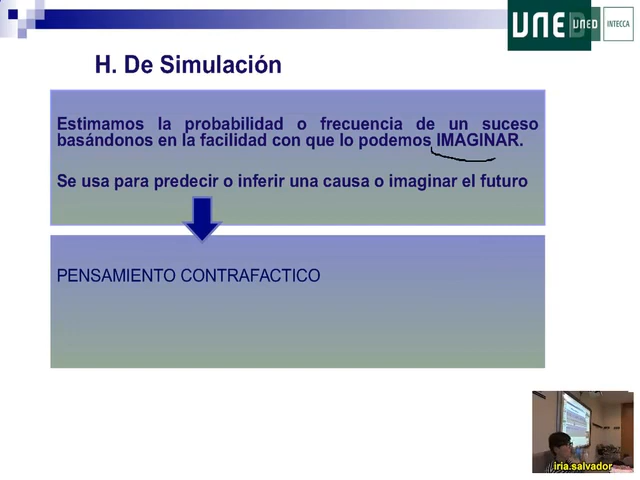 UNED
UNED
INTECCA
H. De Simulación
Estimamos la probabilidad o frecuencia de un suceso
basándonos en la facilidad con que lo podemos IMAGINAR.
Se usa para predecir o inferir una causa o imaginar el futuro
PENSAMIENTO CONTRAFACTICO
iria.salvador